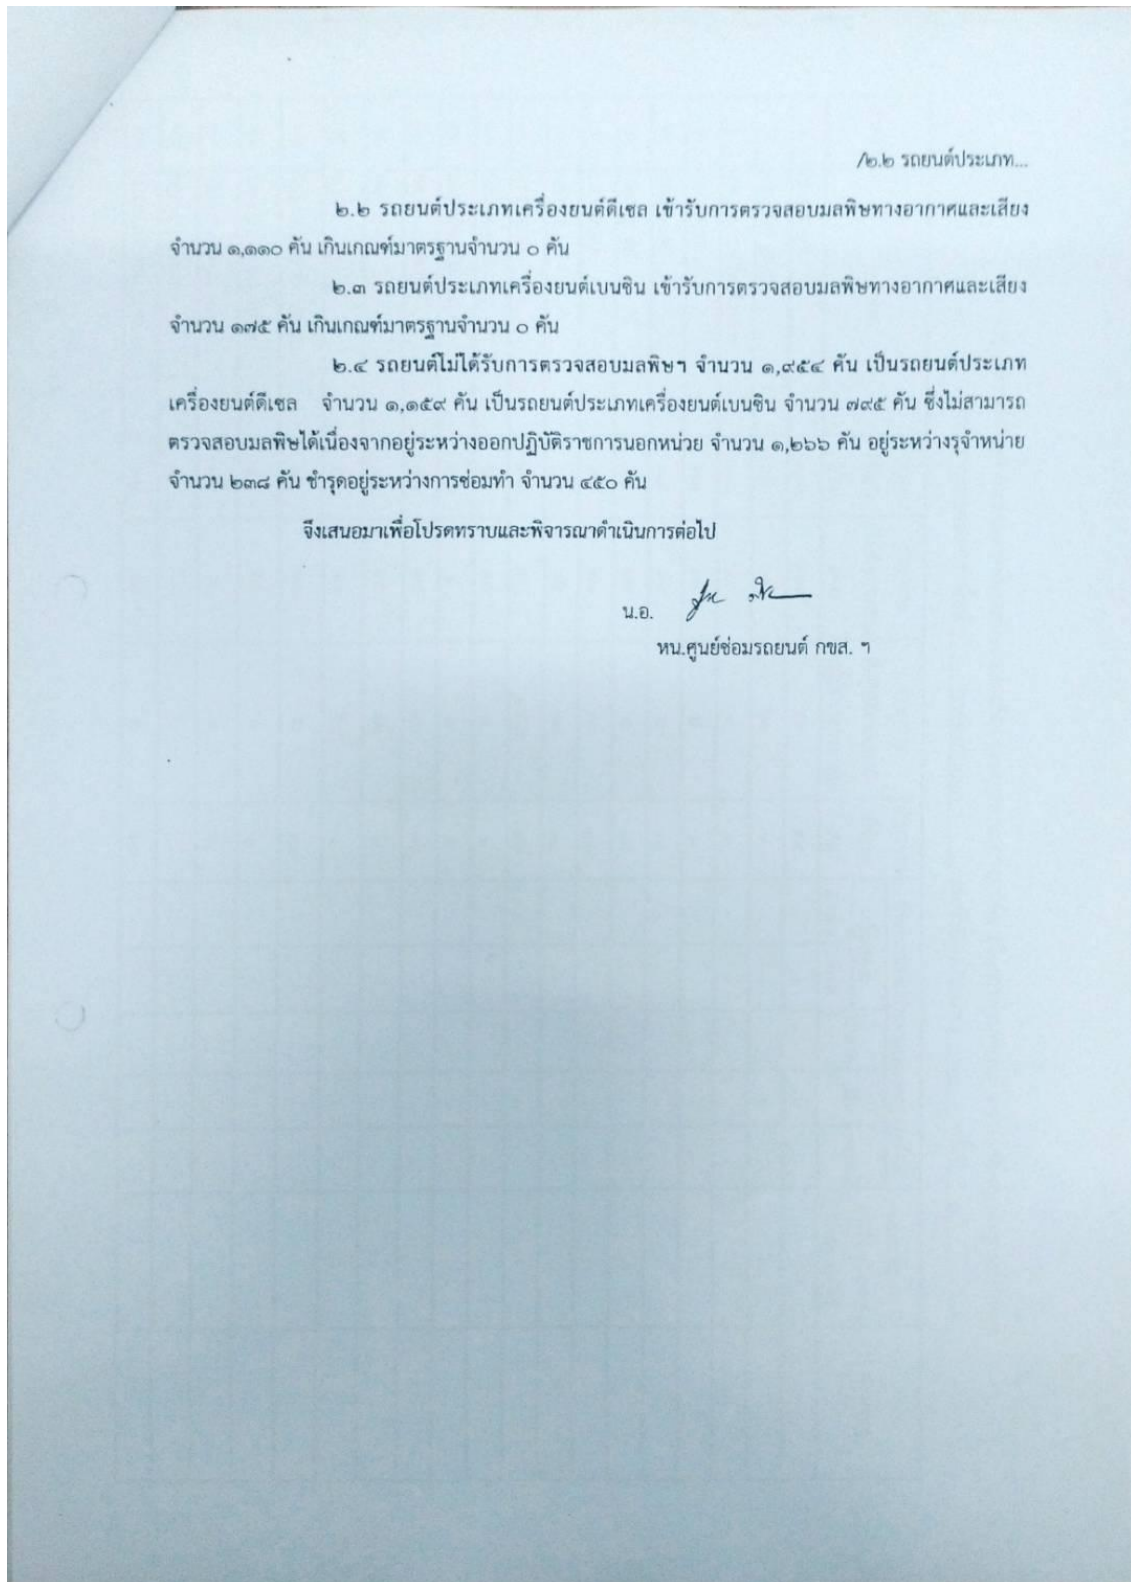 /๒.๒ รถยนต์ประเภท...
๒.๒ รถยนต์ประเภทเครื่องยนต์ดีเซล เข้ารับการตรวจสอบมลพิษทางอากาศและเสียง
จำนวน ๑,๑๑๐ คัน เกินเกณฑ์มาตรฐานจำนวน ๐ คัน
๒.๓ รถยนต์ประเภทเครื่องยนต์เบนซิน เข้ารับการตรวจสอบมลพิษทางอากาศและเสียง
จำนวน ๑๗๕ คัน เกินเกณฑ์มาตรฐานจำนวน ๐ คัน
๒.๔ รถยนต์ไม่ได้รับการตรวจสอบมลพิษฯ จำนวน ๑,๙๕๔ คัน เป็นรถยนต์ประเภท
เครื่องยนต์ดีเซล จำนวน ๑,๑๕๙ คัน เป็นรถยนต์ประเภทเครื่องยนต์เบนซิน จำนวน ๗๙๕ คัน ซึ่งไม่สามารถ
ตรวจสอบมลพิษได้เนื่องจากอยู่ระหว่างออกปฏิบัติราชการนอกหน่วย จำนวน ๑,๒๖๖ คัน อยู่ระหว่างรุจำหน่าย
จำนวน ๒๓๘ คัน ชำรุดอยู่ระหว่างการซ่อมทำ จำนวน ๔๕๐ คัน
จึงเสนอมาเพื่อโปรดทราบและพิจารณาดำเนินการต่อไป
น.อ.
หน.ศูนย์ซ่อมรถยนต์ กขส. ฯ